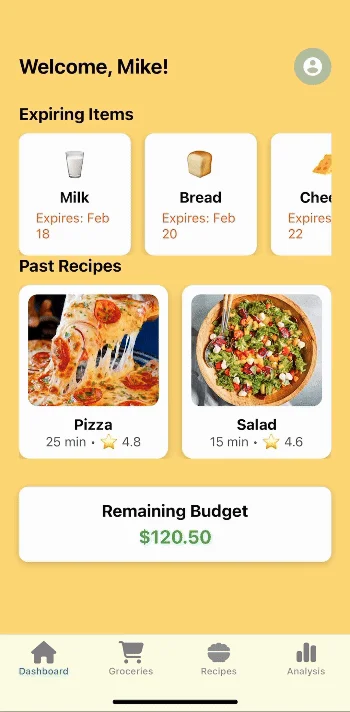 Welcome, Mike!
Expiring Items
Milk
Expires: Feb
18
Bread
Expires: Feb
20
Chee
Expires
22
Past Recipes
Pizza
25 min • ⭐ 4.8
Salad
15 min • ⭐ 4.6
Remaining Budget
$120.50
Dashboard
Groceries
Recipes
Analysis